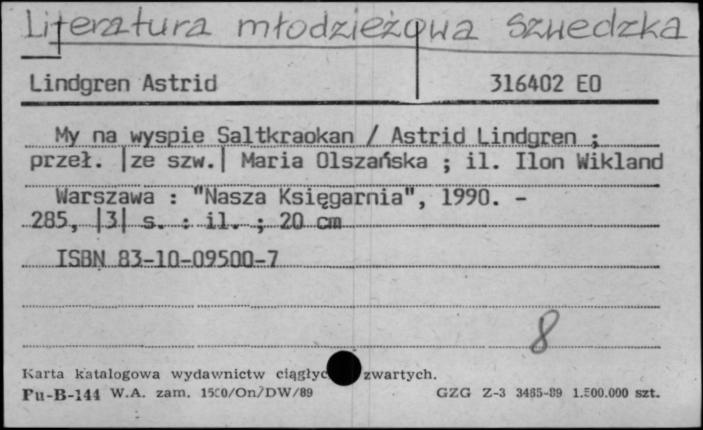 Literatura młodzieżowa szwedzka
Lindgren Astrid 316402 EO
My na wyspie Saltkraokan / Astrid Lindgren ;
przeł. |ze szw.| Maria Olszańska ; il. Ilon Wikland
Warszawa : "Nasza Księgarnia", 1990. -
285, |3| s. : il. ; 20 cm
ISBN 83-10-09500-7
8
Karta katalogowa wydawnictw ciągłyc zwartych.
Pu-B-144 W.A. zam. 1500/On/DW/89 GZG Z-3 3485-89 1.500.000 szt.